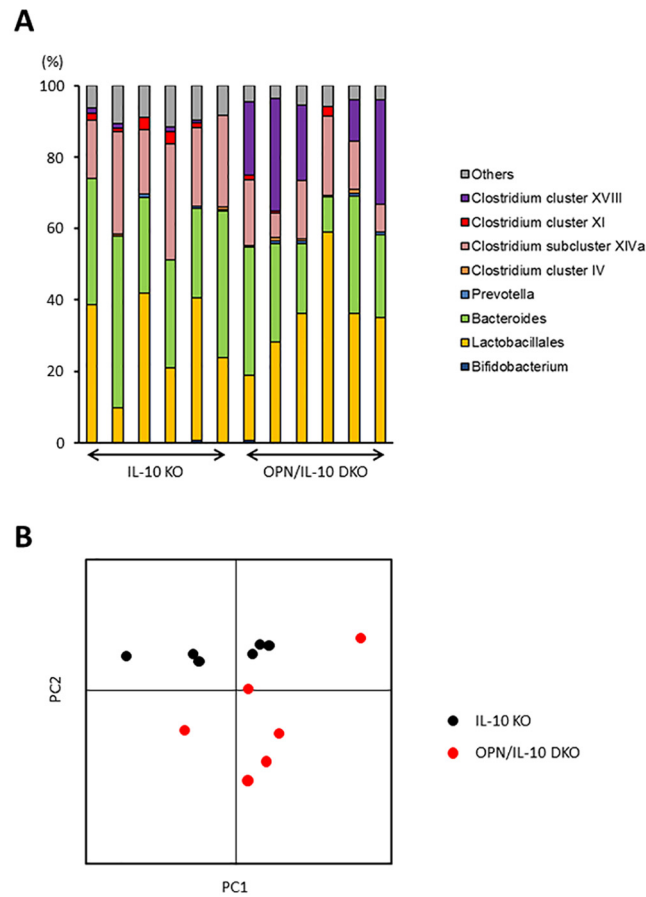 A
(%)
100
80
60
40
20
0
IL-10 KO
OPN/IL-10 DKO
Others
Clostridium cluster XVIII
Clostridium cluster XI
Clostridium subcluster XIVa
Clostridium cluster IV
Prevotella
Bacteroides
Lactobacillales
Bifidobacterium
B
PC2
PC1
IL-10 KO
OPN/IL-10 DKO